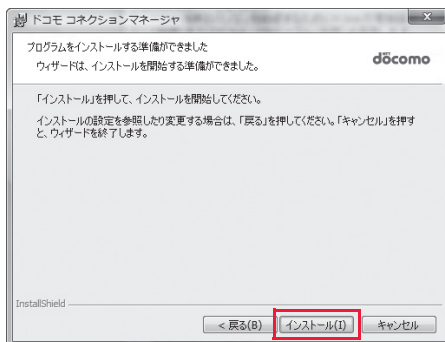 ドコモ コネクションマネージャ
プログラムをインストールする準備ができました
ウィザードは、インストールを開始する準備ができました。
döcomo
「インストール」を押して、インストールを開始してください。
インストールの設定を参照したり変更する場合は、「戻る」を押してください。「キャンセル」を押す
と、ウィザードを終了します。
InstallShield
< 戻る(B)
インストール(I)
キャンセル